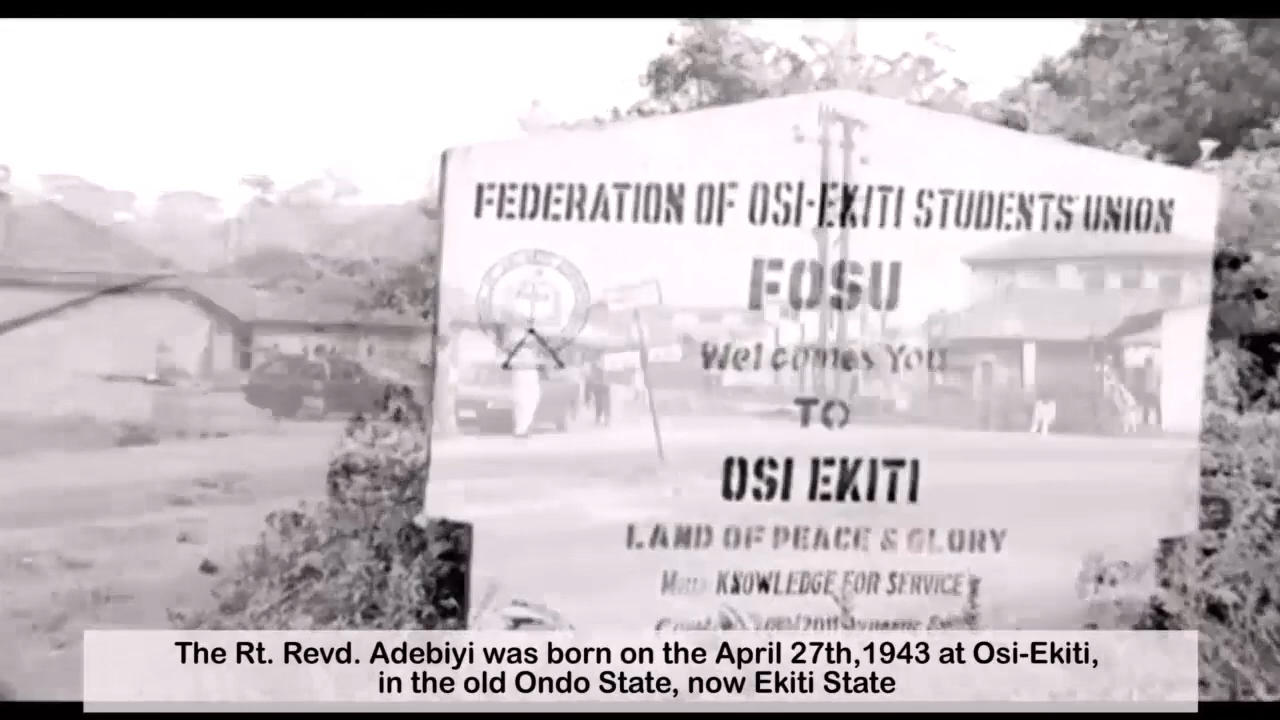 FEDERATION OF OSI-EKITI STUDENTS' UNION
FOSU
Welcomes You
TO
OSI EKITI
LAND OF PEACE & GLORY
KNOWLEDGE FOR SERVICE
The Rt. Revd. Adebiyi was born on the April 27th,1943 at Osi-Ekiti,
in the old Ondo State, now Ekiti State